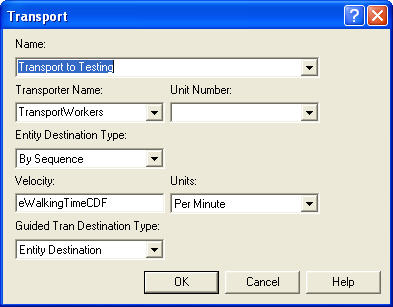 Transport
Name:
Transport to Testing
Transporter Name: Unit Number:
TransportWorkers
Entity Destination Type:
By Sequence
Velocity: Units:
eWalkingTimeCDF Per Minute
Guided Tran Destination Type:
Entity Destination
OK Cancel Help